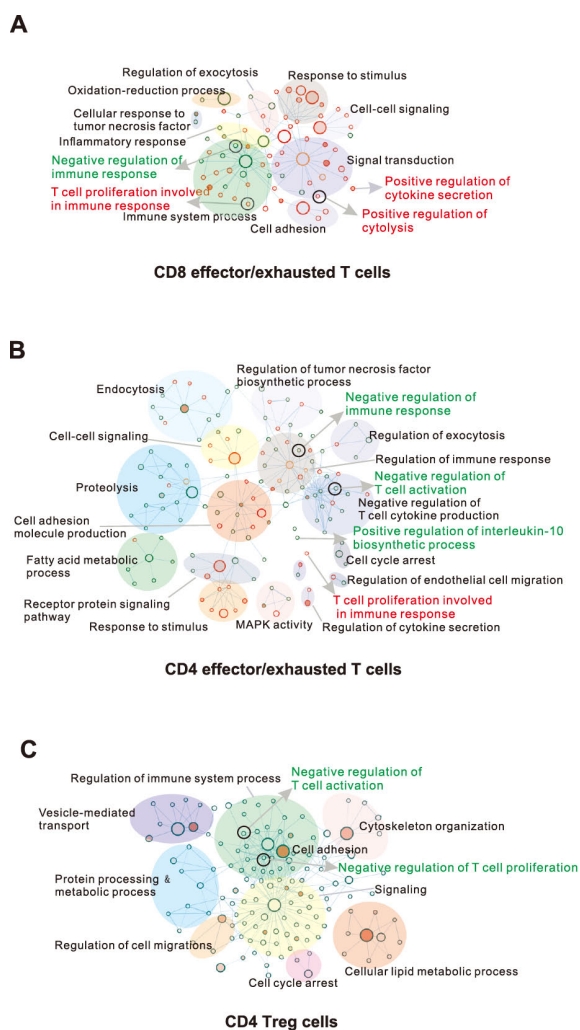 A
Regulation of exocytosis
Response to stimulus
Oxidation-reduction process
Cell-cell signaling
Cellular response to
tumor necrosis factor
Inflammatory response
Negative regulation of
immune response
Signal transduction
T cell proliferation involved
in immune response
Positive regulation of
cytokine secretion
Immune system process
Positive regulation of
cytolysis
Cell adhesion
CD8 effector/exhausted T cells
B
Regulation of tumor necrosis factor
biosynthetic process
Endocytosis
Negative regulation of
immune response
Cell-cell signaling
Regulation of exocytosis
Regulation of immune response
Proteolysis
Negative regulation of
T cell activation
Negative regulation of
T cell cytokine production
Cell adhesion
molecule production
Positive regulation of interleukin-10
biosynthetic process
Fatty acid metabolic
process
Cell cycle arrest
Regulation of endothelial cell migration
Receptor protein signaling
pathway
T cell proliferation involved
in immune response
Response to stimulus
MAPK activity
Regulation of cytokine secretion
CD4 effector/exhausted T cells
C
Regulation of immune system process
Negative regulation of
T cell activation
Vesicle-mediated
transport
Cytoskeleton organization
Cell adhesion
Negative regulation of T cell proliferation
Protein processing &
metabolic process
Signaling
Regulation of cell migrations
Cellular lipid metabolic process
Cell cycle arrest
CD4 Treg cells